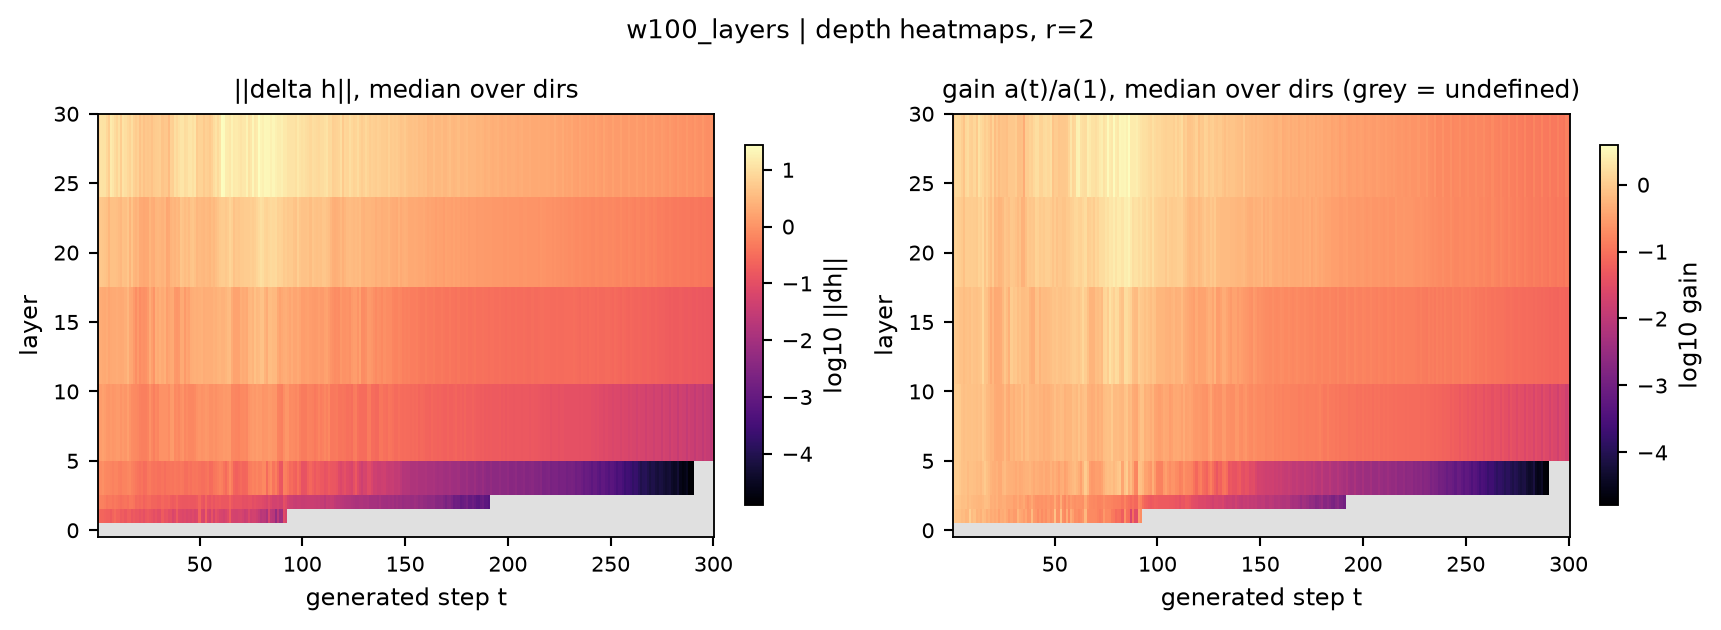 w100_layers | depth heatmaps, r=2
||delta h||, median over dirs
30
25
20
15
10
5
0
layer
50 100 150 200 250 300
generated step t
1
0
−1
−2
−3
−4
log10 ||dh||
gain a(t)/a(1), median over dirs (grey = undefined)
30
25
20
15
10
5
0
layer
50 100 150 200 250 300
generated step t
0
−1
−2
−3
−4
log10 gain